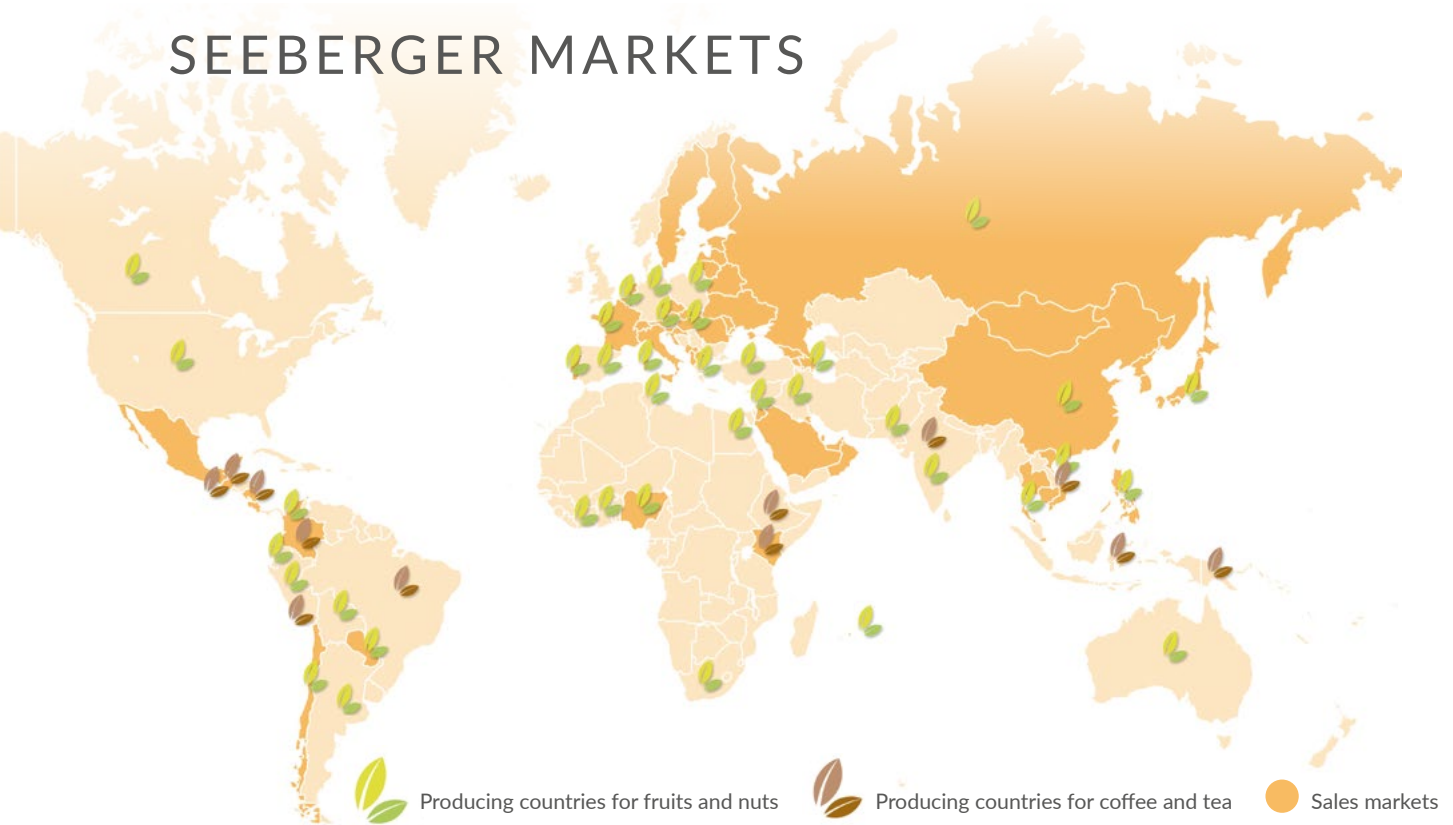 SEEBERGER MARKETS
Producing countries for fruits and nuts
Producing countries for coffee and tea
Sales markets